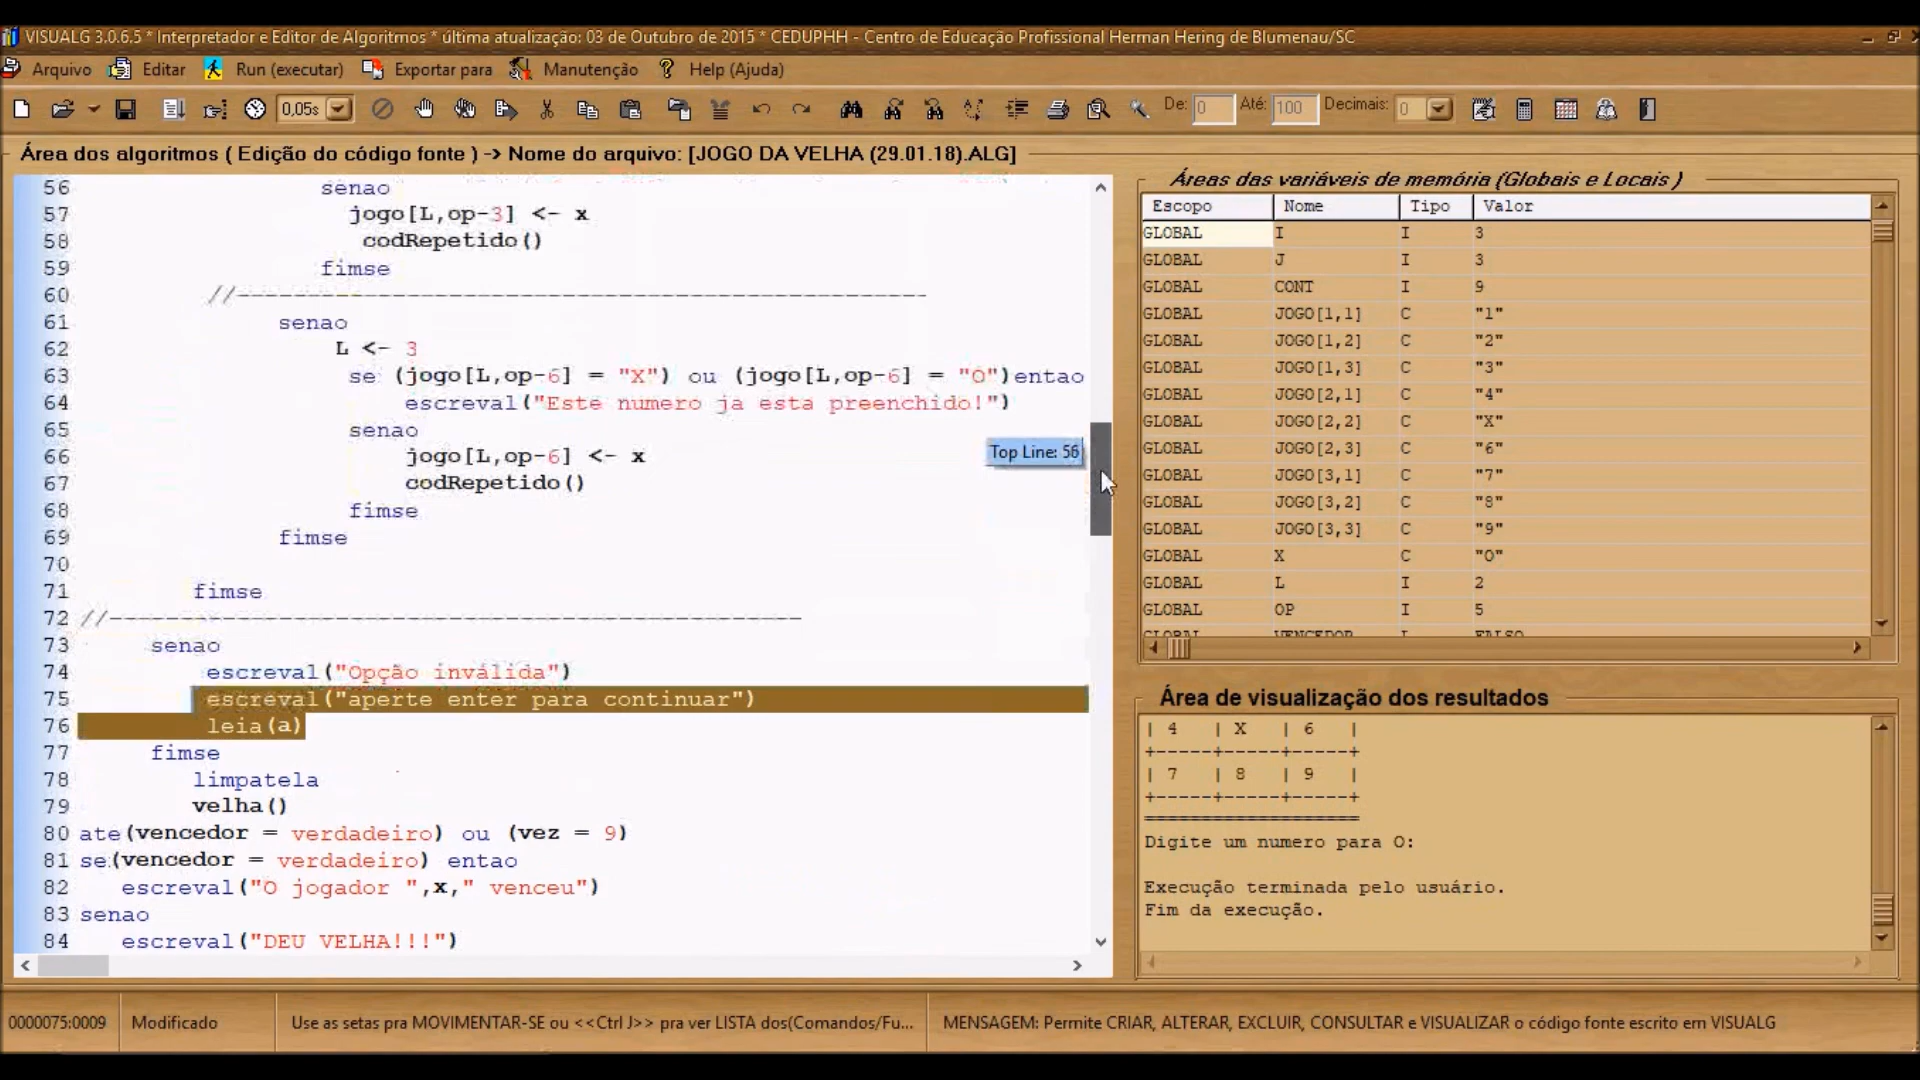 VISUALG 3.0.6.5 * Interpretador e Editor de Algoritmos * última atualização: 03 de Outubro de 2015 * CEDUPHH - Centro de Educação Profissional Herman Hering de Blumenau/SC
Arquivo Editar Run (executar) Exportar para Manutenção Help (Ajuda)
0,05s De: 0 Até: 100 Decimais: 0
Área dos algoritmos ( Edição do código fonte ) -> Nome do arquivo: [JOGO DA VELHA (29.01.18).ALG]
56 senao
57 jogo[L,op-3] <- x
58 codRepetido()
59 fimse
60 //-------------------------------------------------
61 senao
62 L <- 3
63 se (jogo[L,op-6] = "X") ou (jogo[L,op-6] = "O")entao
64 escreval("Este numero ja esta preenchido!")
65 senao
66 jogo[L,op-6] <- x
67 codRepetido()
68 fimse
69 fimse
70
71 fimse
72 //-------------------------------------------------
73 senao
74 escreval("Opção inválida")
75 escreval("aperte enter para continuar")
76 leia(a)
77 fimse
78 limpatela
79 velha()
80 ate(vencedor = verdadeiro) ou (vez = 9)
81 se(vencedor = verdadeiro) entao
82 escreval("O jogador ",x," venceu")
83 senao
84 escreval("DEU VELHA!!!")
Top Line: 56
Áreas das variáveis de memória (Globais e Locais )
Escopo Nome Tipo Valor
GLOBAL I I 3
GLOBAL J I 3
GLOBAL CONT I 9
GLOBAL JOGO[1,1] C "1"
GLOBAL JOGO[1,2] C "2"
GLOBAL JOGO[1,3] C "3"
GLOBAL JOGO[2,1] C "4"
GLOBAL JOGO[2,2] C "X"
GLOBAL JOGO[2,3] C "6"
GLOBAL JOGO[3,1] C "7"
GLOBAL JOGO[3,2] C "8"
GLOBAL JOGO[3,3] C "9"
GLOBAL X C "O"
GLOBAL L I 2
GLOBAL OP I 5
GLOBAL VENCEDOR L FALSO
Área de visualização dos resultados
| 4 | X | 6 |
+-----+-----+-----+
| 7 | 8 | 9 |
+-----+-----+-----+
===================
Digite um numero para O:
Execução terminada pelo usuário.
Fim da execução.
0000075:0009 Modificado Use as setas pra MOVIMENTAR-SE ou <<Ctrl J>> pra ver LISTA dos(Comandos/Fu... MENSAGEM: Permite CRIAR, ALTERAR, EXCLUIR, CONSULTAR e VISUALIZAR o código fonte escrito em VISUALG